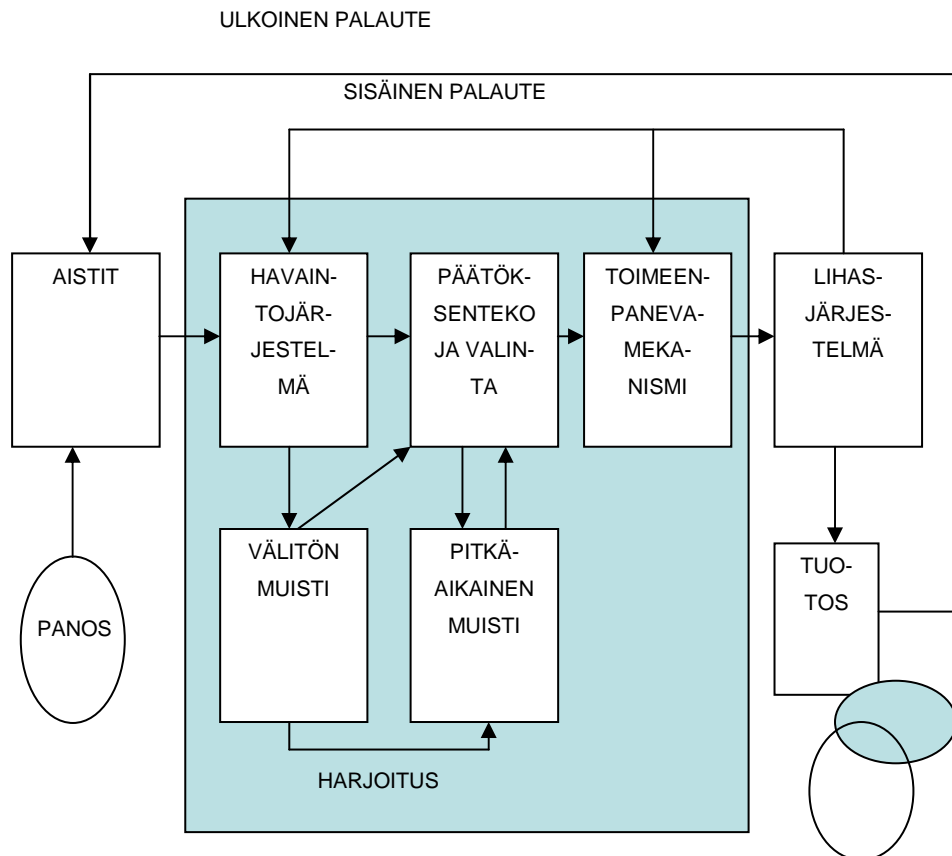 ULKOINEN PALAUTE
SISÄINEN PALAUTE
AISTIT
HAVAIN-
TOJÄR-
JESTEL-
MÄ
PÄÄTÖK-
SENTEKO
JA VALIN-
TA
TOIMEEN-
PANEVA-
MEKA-
NISMI
LIHAS-
JÄRJES-
TELMÄ
VÄLITÖN
MUISTI
PITKÄ-
AIKAINEN
MUISTI
TUO-
TOS
PANOS
HARJOITUS